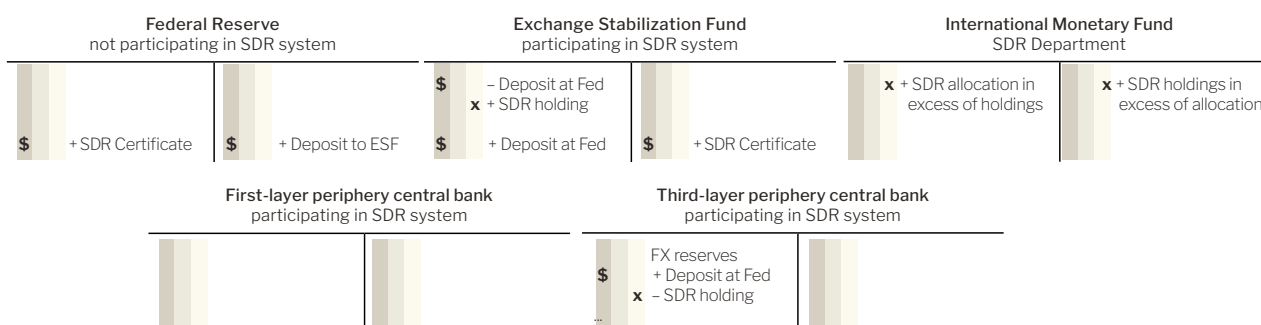 Federal Reserve
not participating in SDR system
Exchange Stabilization Fund
participating in SDR system
International Monetary Fund
SDR Department
$ + SDR Certificate
$ + Deposit to ESF
$ – Deposit at Fed
x + SDR holding
$ + Deposit at Fed
$ + SDR Certificate
x + SDR allocation in
excess of holdings
x + SDR holdings in
excess of allocation
First-layer periphery central bank
participating in SDR system
Third-layer periphery central bank
participating in SDR system
FX reserves
$ + Deposit at Fed
x – SDR holding
...